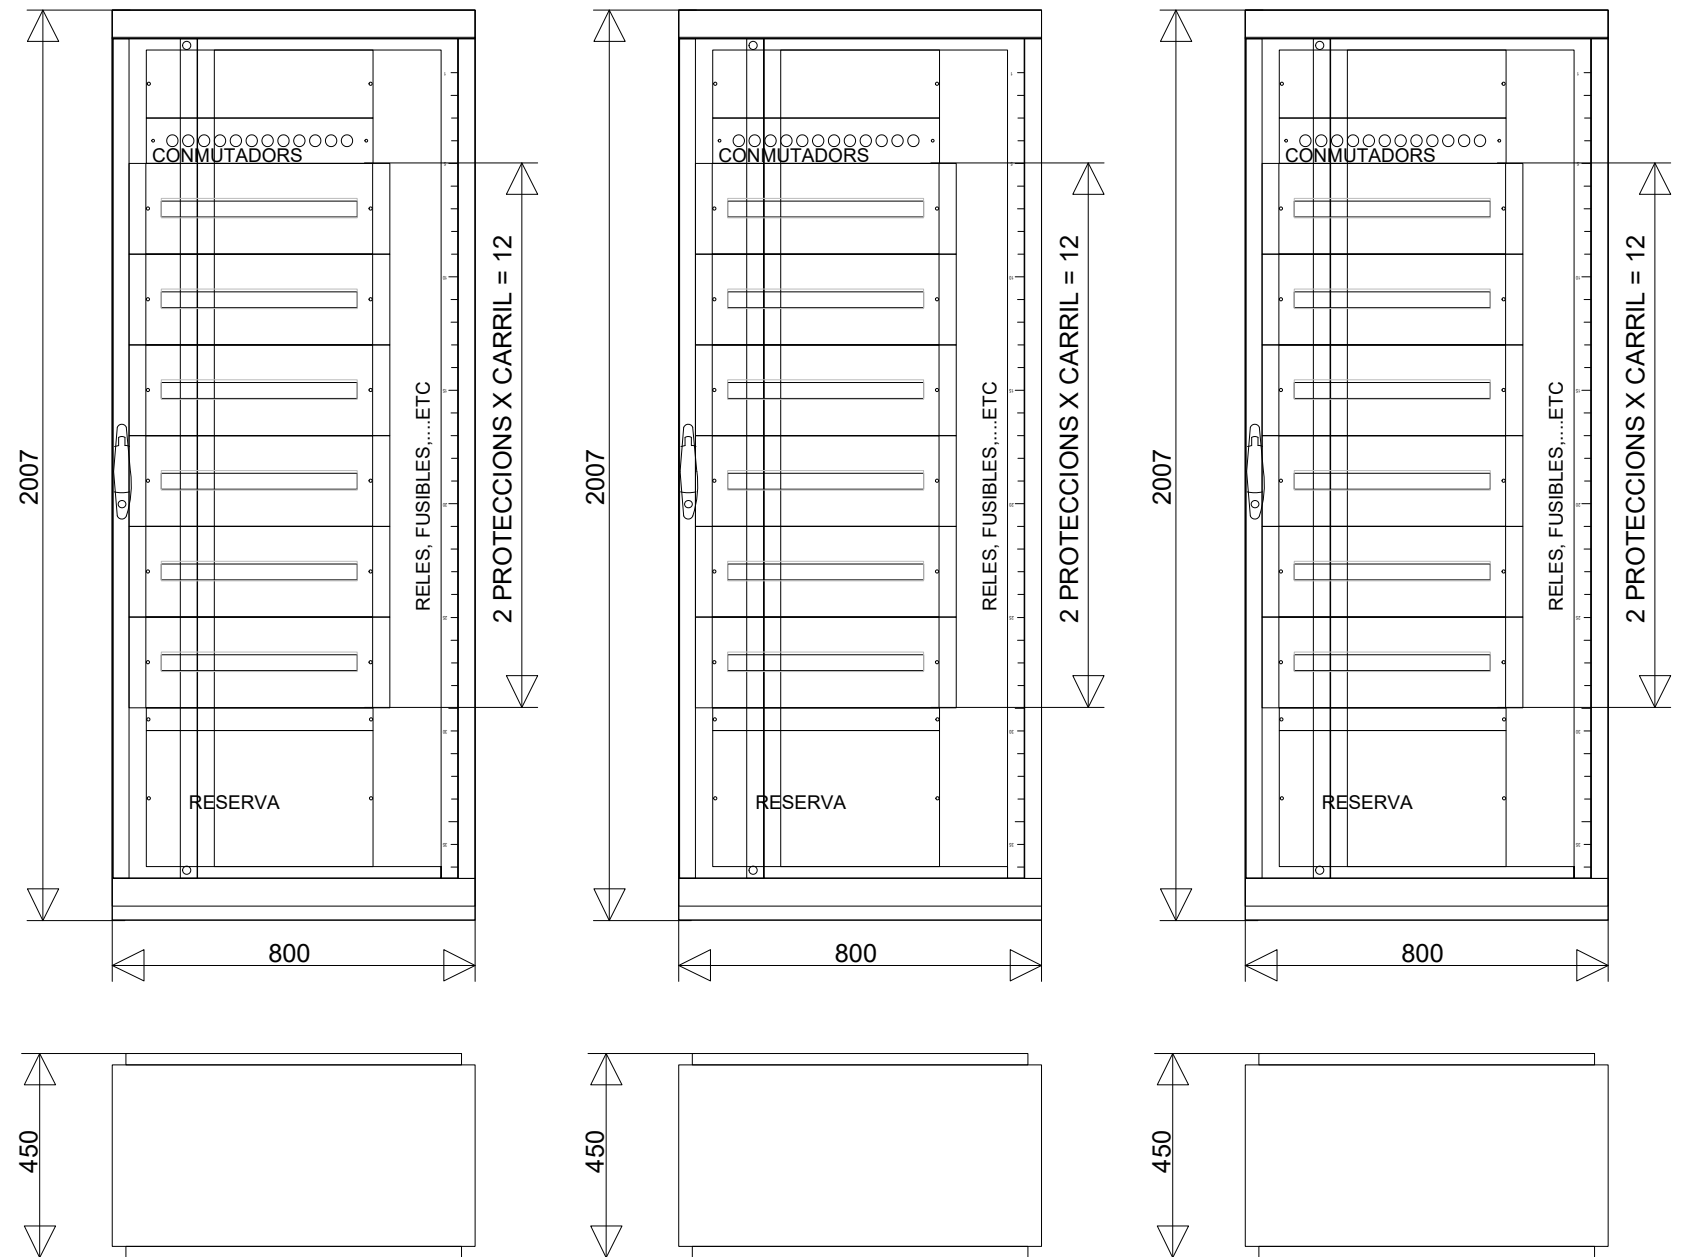 CONMUTADORS
2 PROTECCIONS X CARRIL = 12
RELES, FUSIBLES,....ETC
2007
RESERVA
800
450
CONMUTADORS
2 PROTECCIONS X CARRIL = 12
RELES, FUSIBLES,....ETC
2007
RESERVA
800
450
CONMUTADORS
2 PROTECCIONS X CARRIL = 12
RELES, FUSIBLES,....ETC
2007
RESERVA
800
450